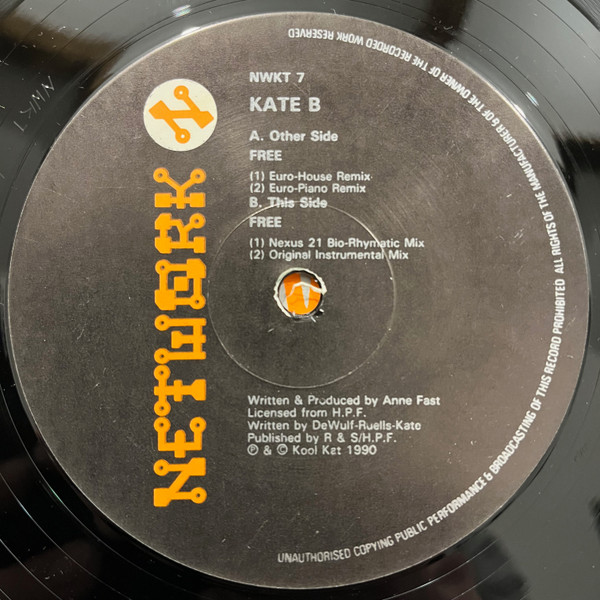 NWKT 7
KATE B
A. Other Side
FREE
(1) Euro-House Remix
(2) Euro-Piano Remix
B. This Side
FREE
(1) Nexus 21 Bio-Rhymatic Mix
(2) Original Instrumental Mix
NETWORK
N
Written & Produced by Anne Fast
Licensed from H.P.F.
Written by DeWulf-Ruells-Kate
Published by R & S/H.P.F.
℗ & © Kool Kat 1990
UNAUTHORISED COPYING PUBLIC PERFORMANCE & BROADCASTING OF THIS RECORD PROHIBITED ALL RIGHTS OF THE MANUFACTURER & OF THE OWNER OF THE RECORDED WORK RESERVED